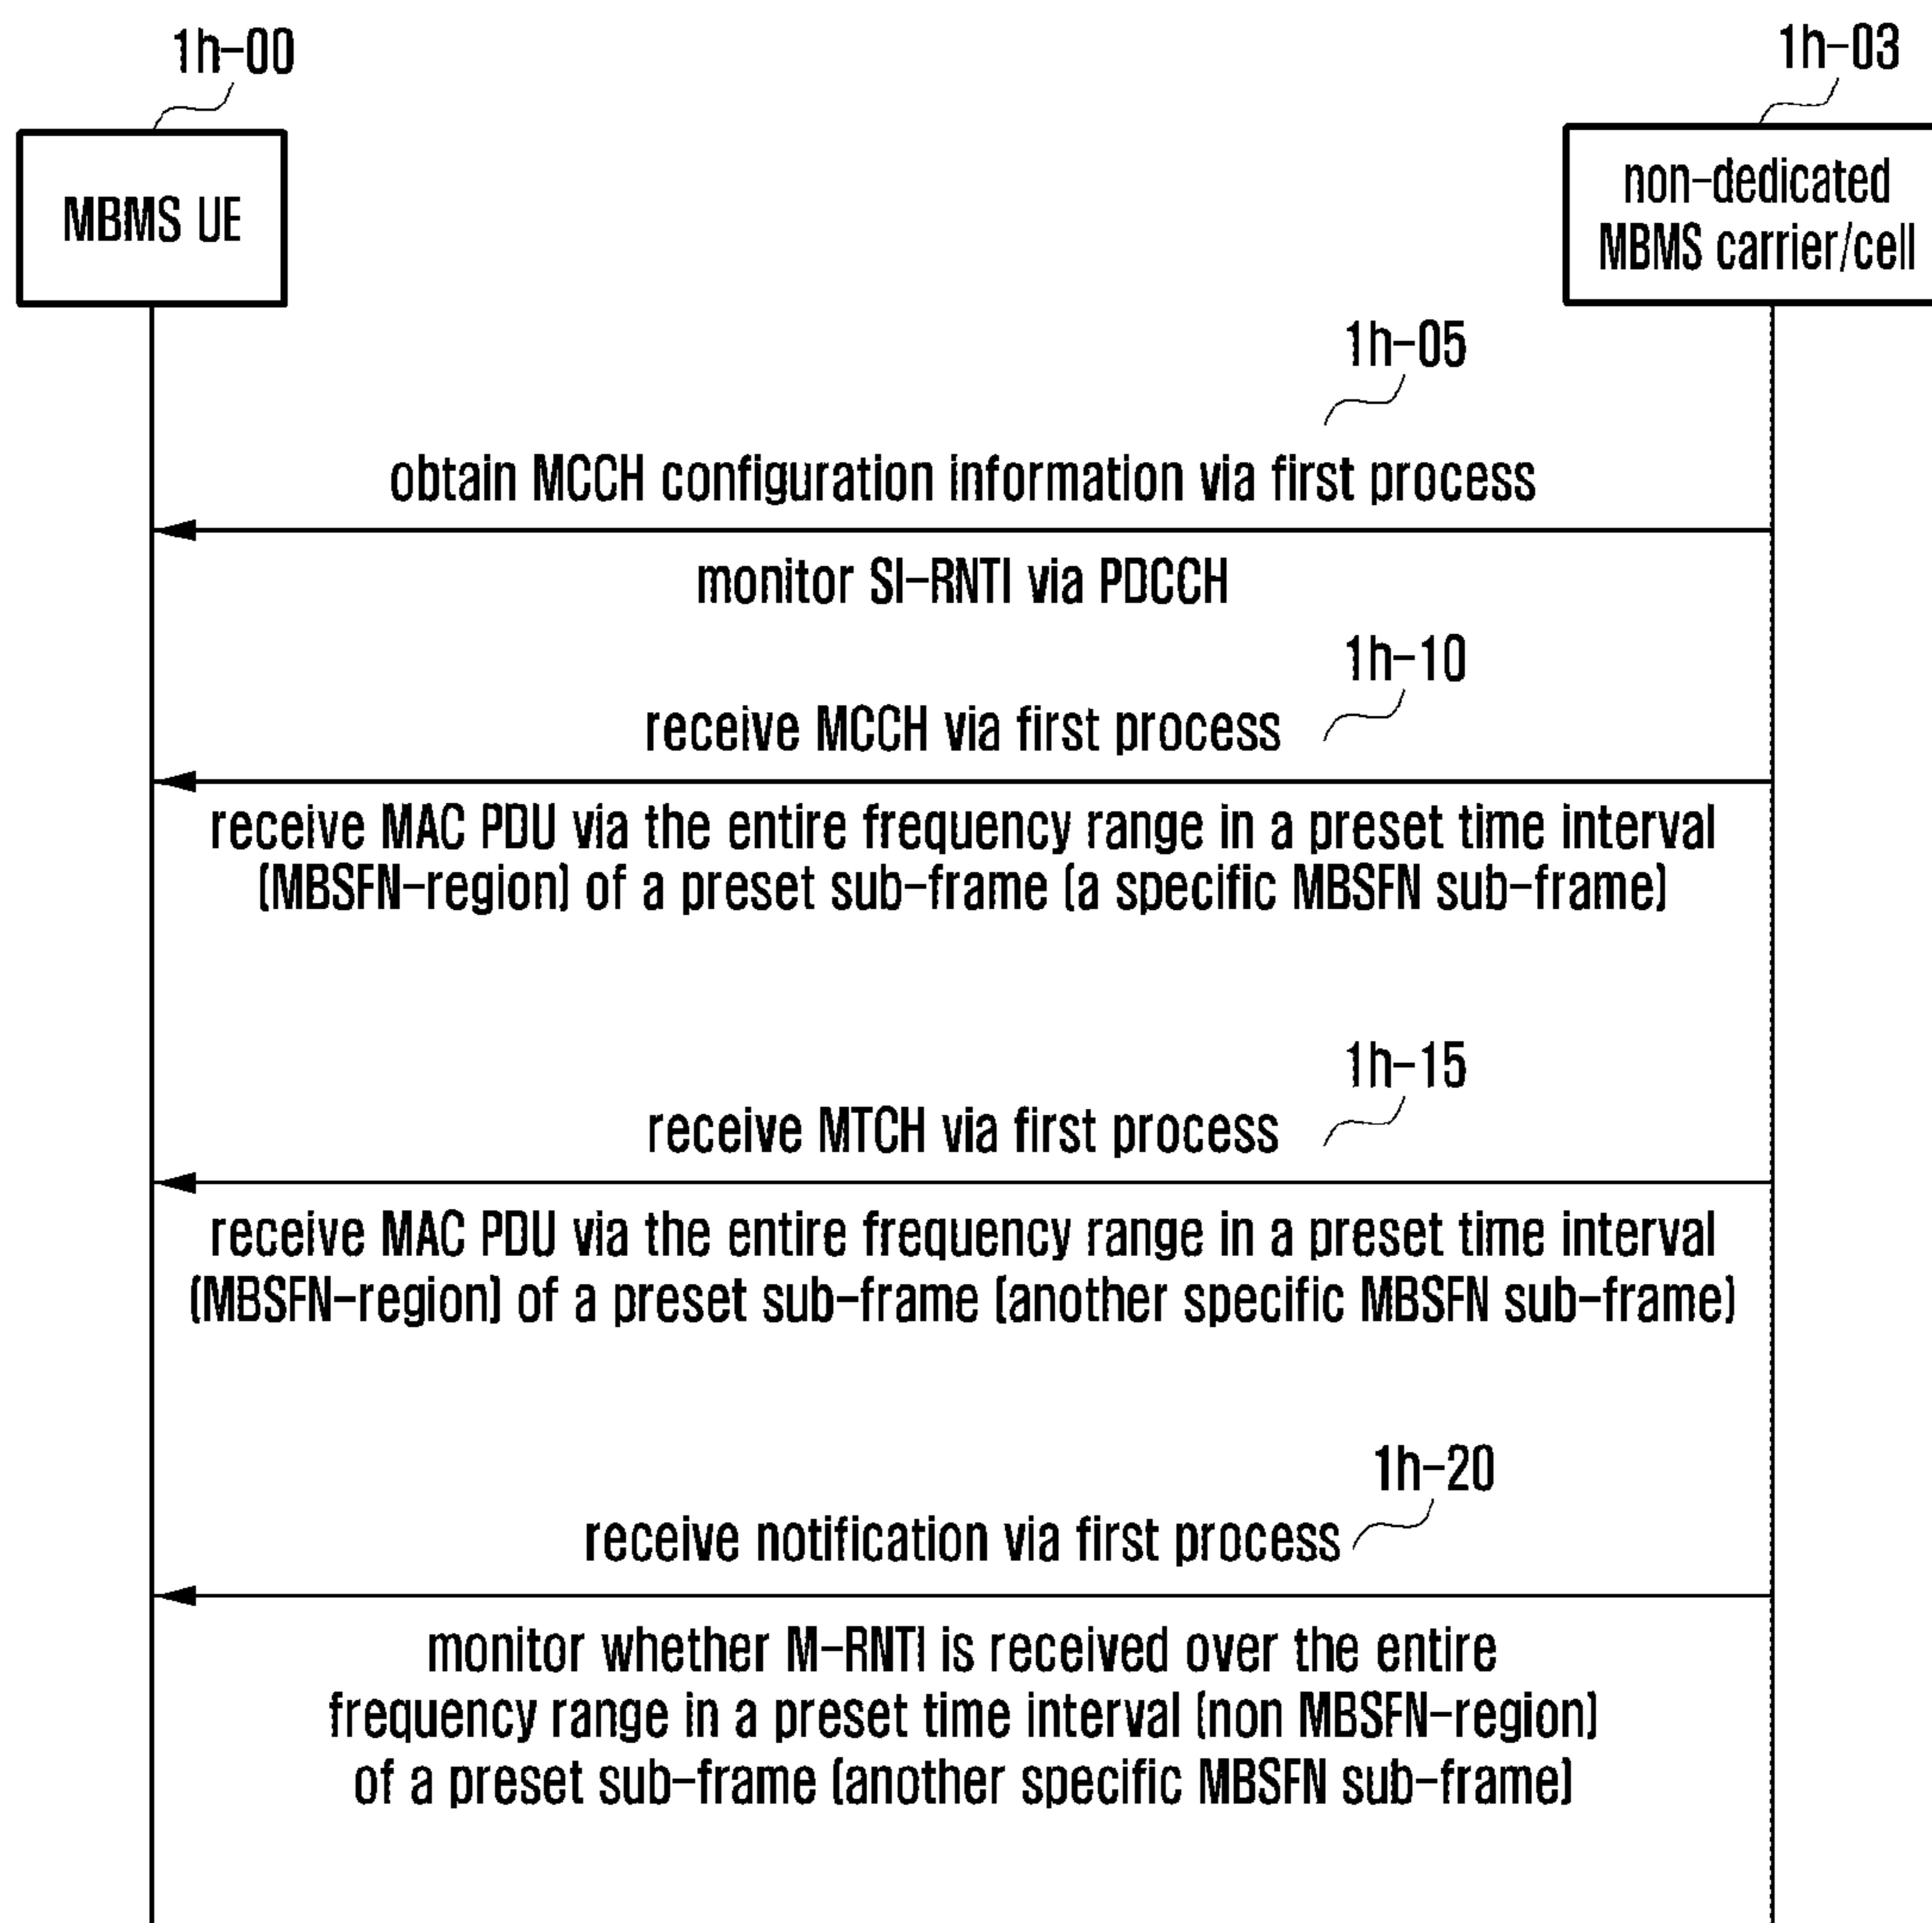 1h-00
1h-03
MBMS UE
non-dedicated
MBMS carrier/cell
1h-05
obtain MCCH configuration information via first process
monitor SI-RNTI via PDCCH
1h-10
receive MCCH via first process
receive MAC PDU via the entire frequency range in a preset time interval
(MBSFN-region) of a preset sub-frame (a specific MBSFN sub-frame)
1h-15
receive MTCH via first process
receive MAC PDU via the entire frequency range in a preset time interval
(MBSFN-region) of a preset sub-frame (another specific MBSFN sub-frame)
1h-20
receive notification via first process
monitor whether M-RNTI is received over the entire
frequency range in a preset time interval (non MBSFN-region)
of a preset sub-frame (another specific MBSFN sub-frame)